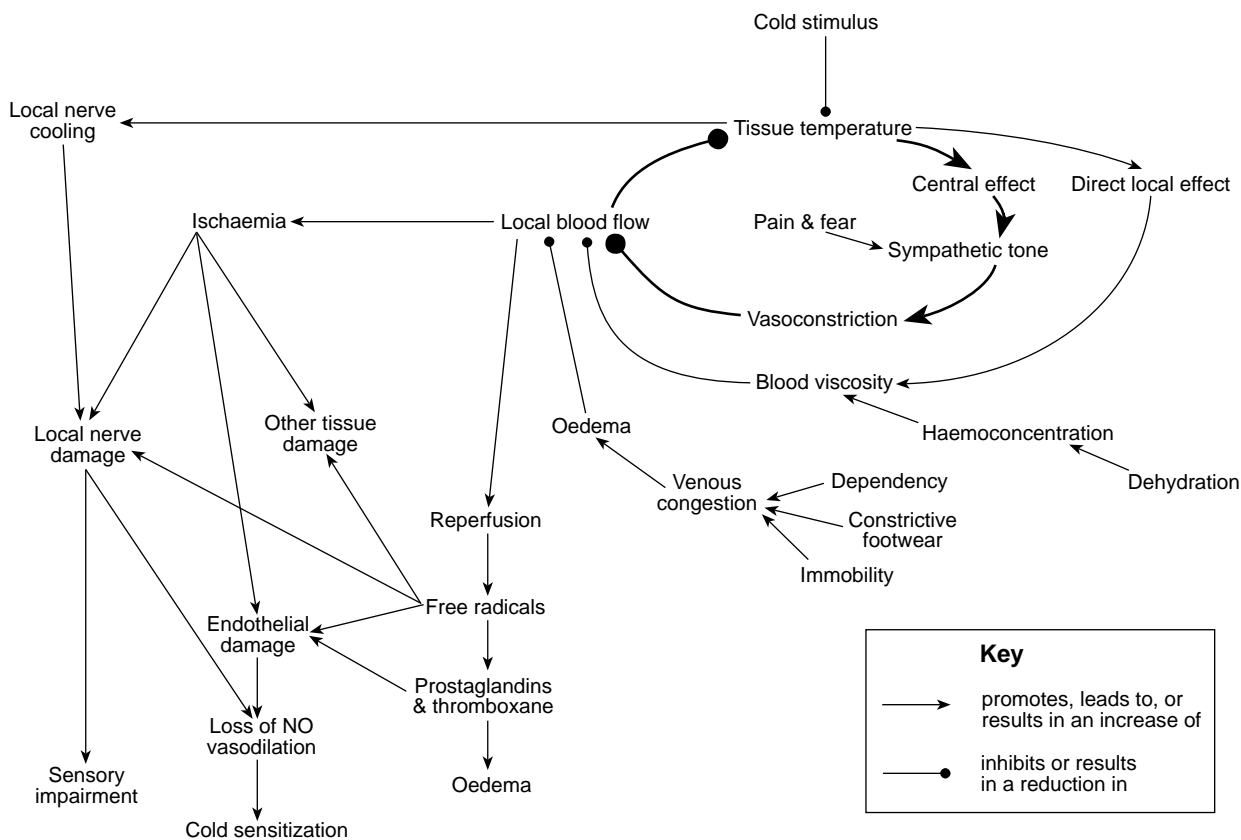 Cold stimulus
Local nerve
cooling
Tissue temperature
Central effect
Direct local effect
Ischaemia
Local blood flow
Pain & fear
Sympathetic tone
Vasoconstriction
Blood viscosity
Local nerve
damage
Other tissue
damage
Oedema
Haemoconcentration
Dehydration
Venous
congestion
Dependency
Constrictive
footwear
Immobility
Reperfusion
Free radicals
Endothelial
damage
Prostaglandins
& thromboxane
Loss of NO
vasodilation
Sensory
impairment
Oedema
Cold sensitization
Key
promotes, leads to, or
results in an increase of
inhibits or results
in a reduction in